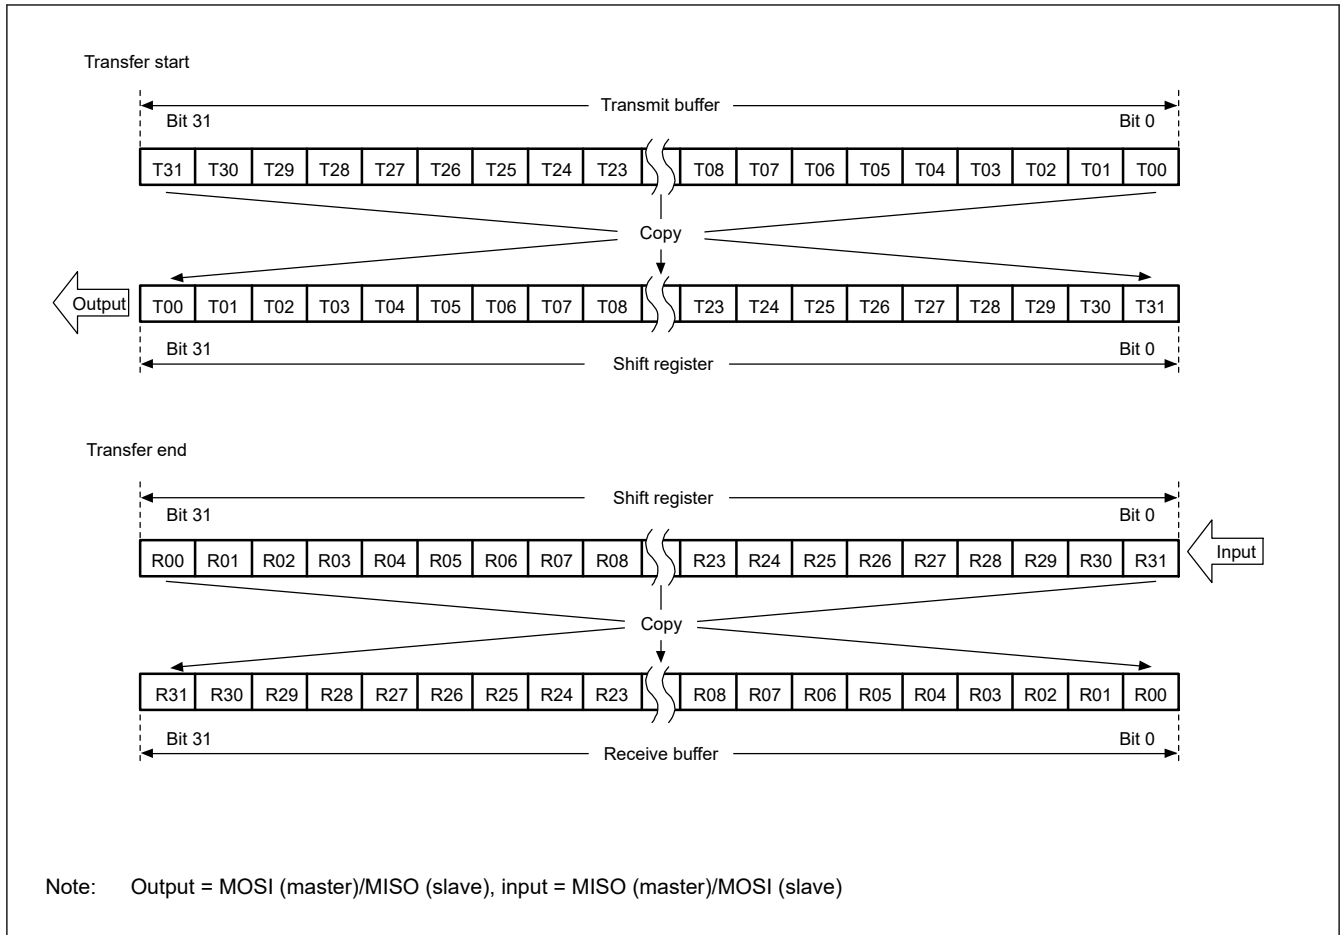 Transfer start
Transmit buffer
Bit 31 Bit 0
T31 T30 T29 T28 T27 T26 T25 T24 T23 T08 T07 T06 T05 T04 T03 T02 T01 T00
Copy
Output T00 T01 T02 T03 T04 T05 T06 T07 T08 T23 T24 T25 T26 T27 T28 T29 T30 T31
Bit 31 Bit 0
Shift register
Transfer end
Shift register
Bit 31 Bit 0
R00 R01 R02 R03 R04 R05 R06 R07 R08 R23 R24 R25 R26 R27 R28 R29 R30 R31 Input
Copy
R31 R30 R29 R28 R27 R26 R25 R24 R23 R08 R07 R06 R05 R04 R03 R02 R01 R00
Bit 31 Bit 0
Receive buffer
Note: Output = MOSI (master)/MISO (slave), input = MISO (master)/MOSI (slave)